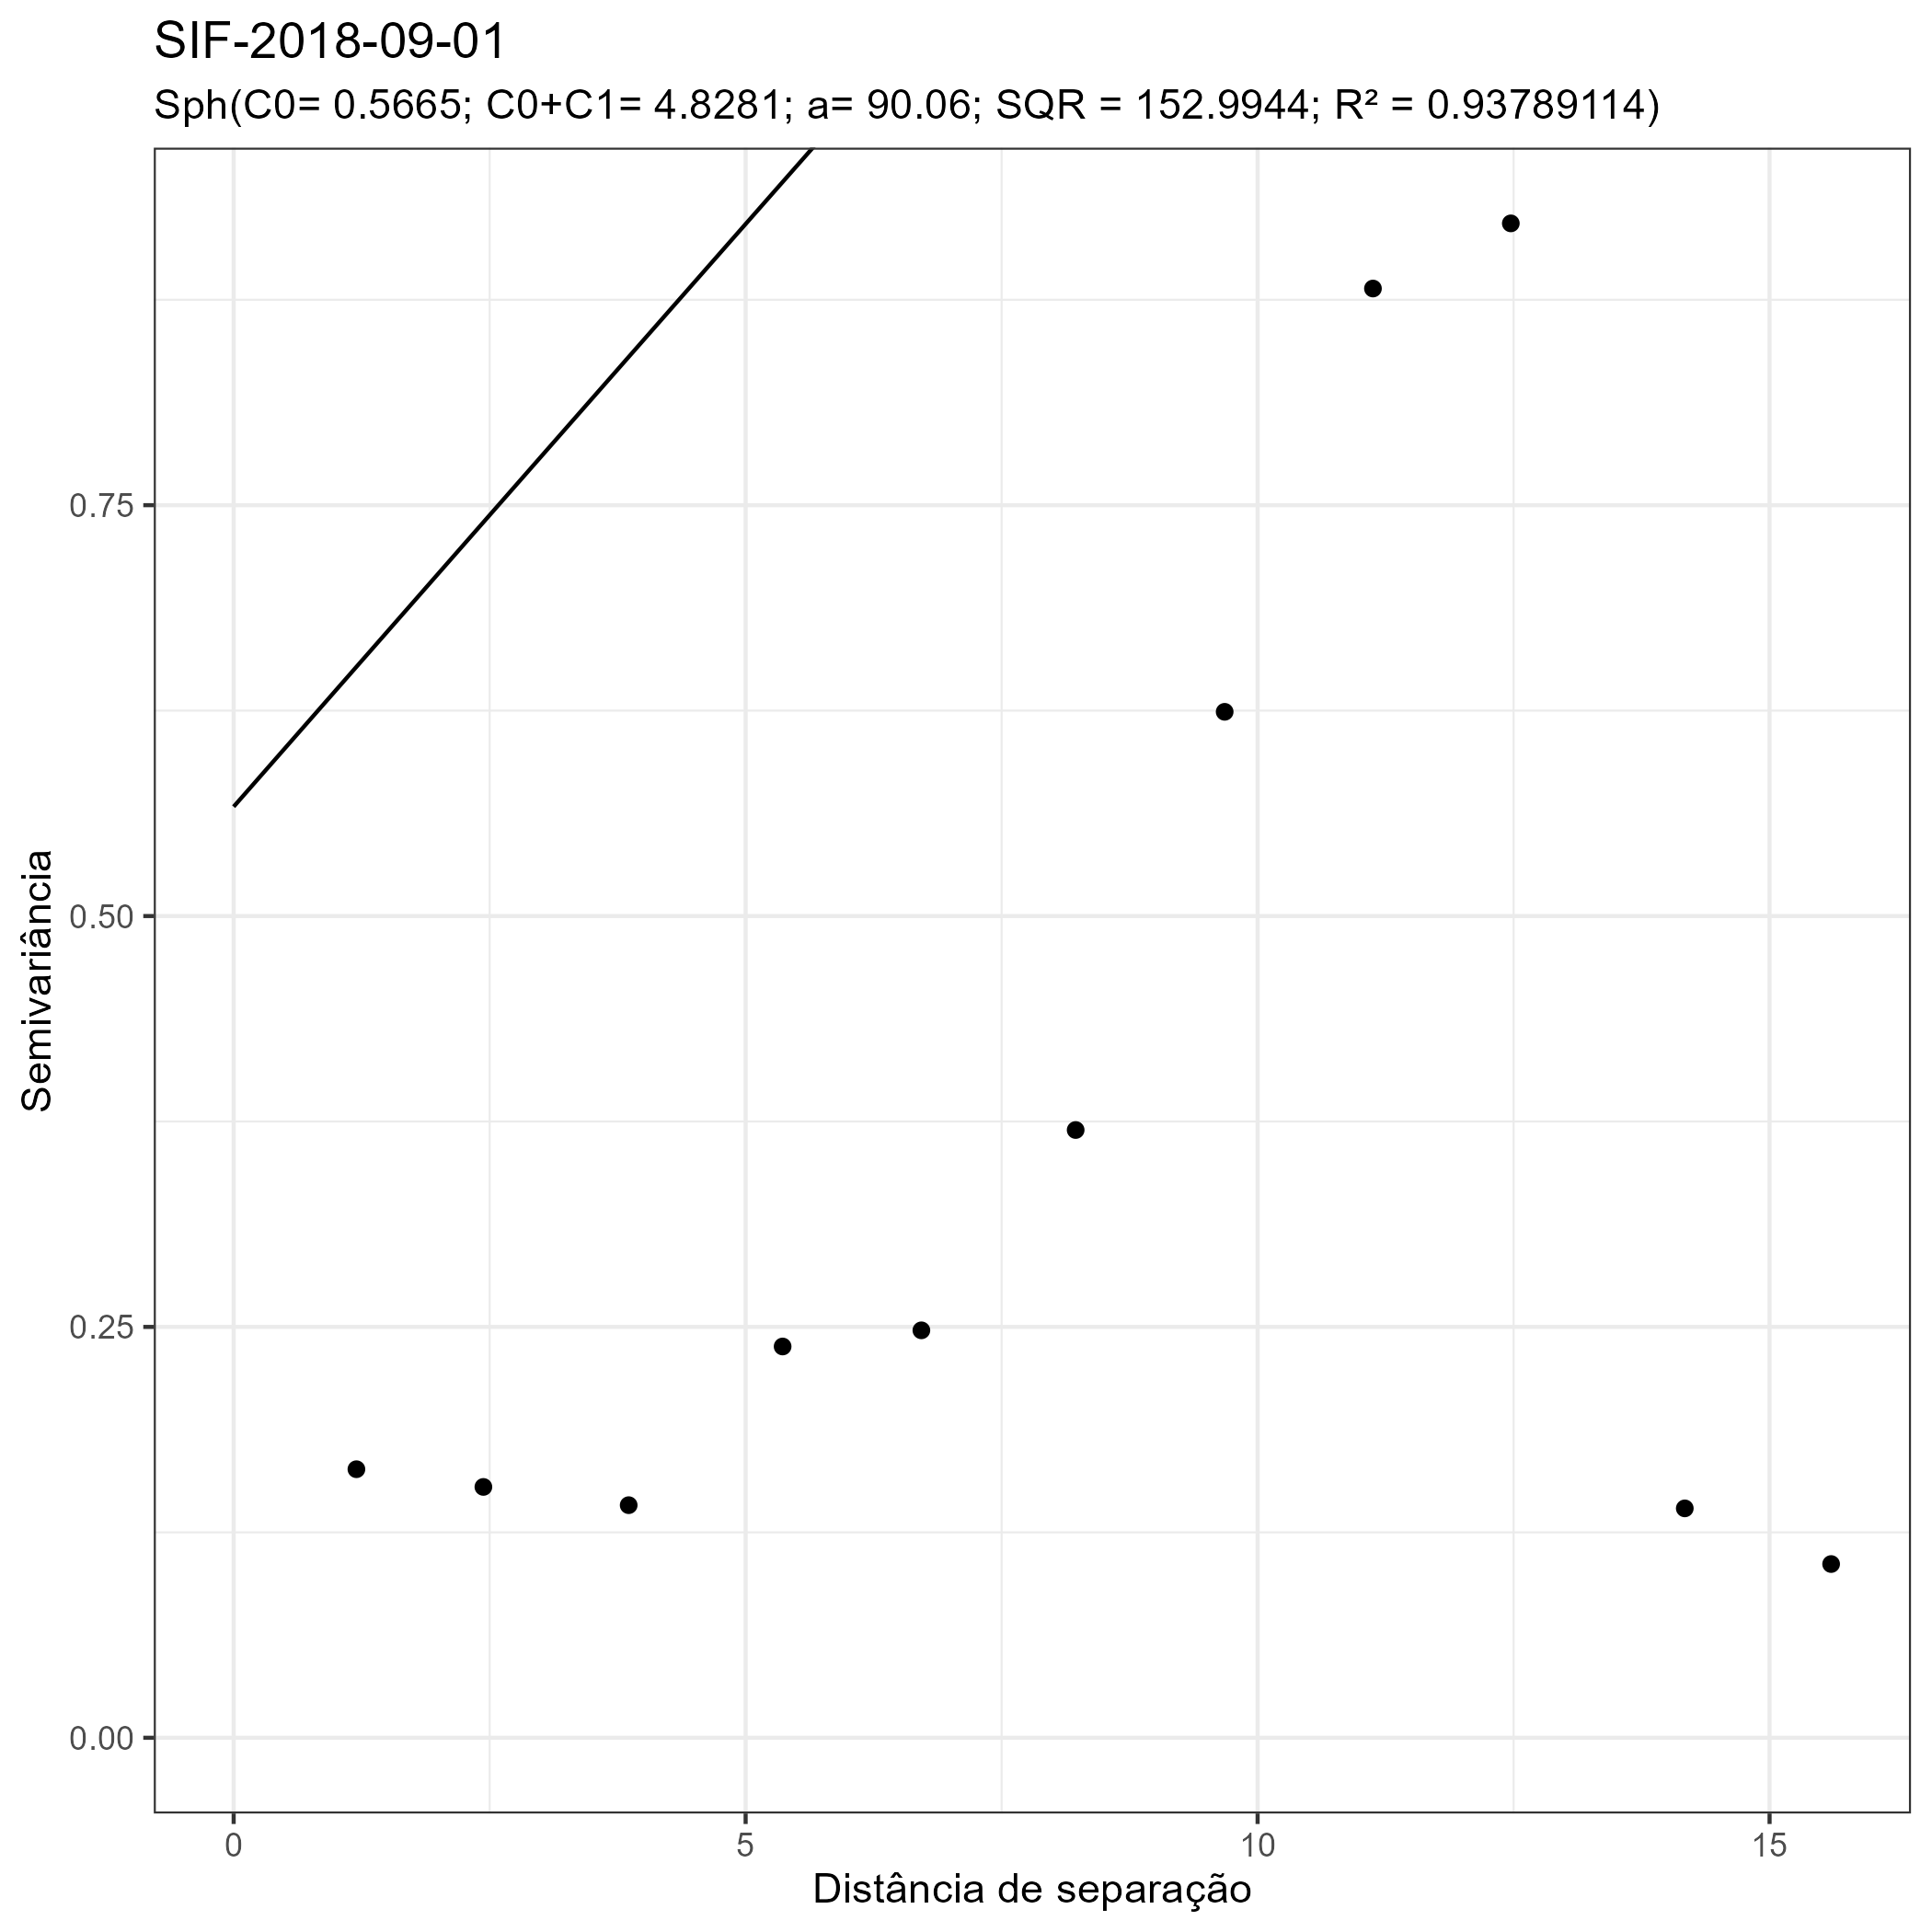 SIF-2018-09-01
Sph(C0= 0.5665; C0+C1= 4.8281; a= 90.06; SQR = 152.9944; R² = 0.93789114)
Semivariância
0.75
0.50
0.25
0.00
0 5 10 15
Distância de separação